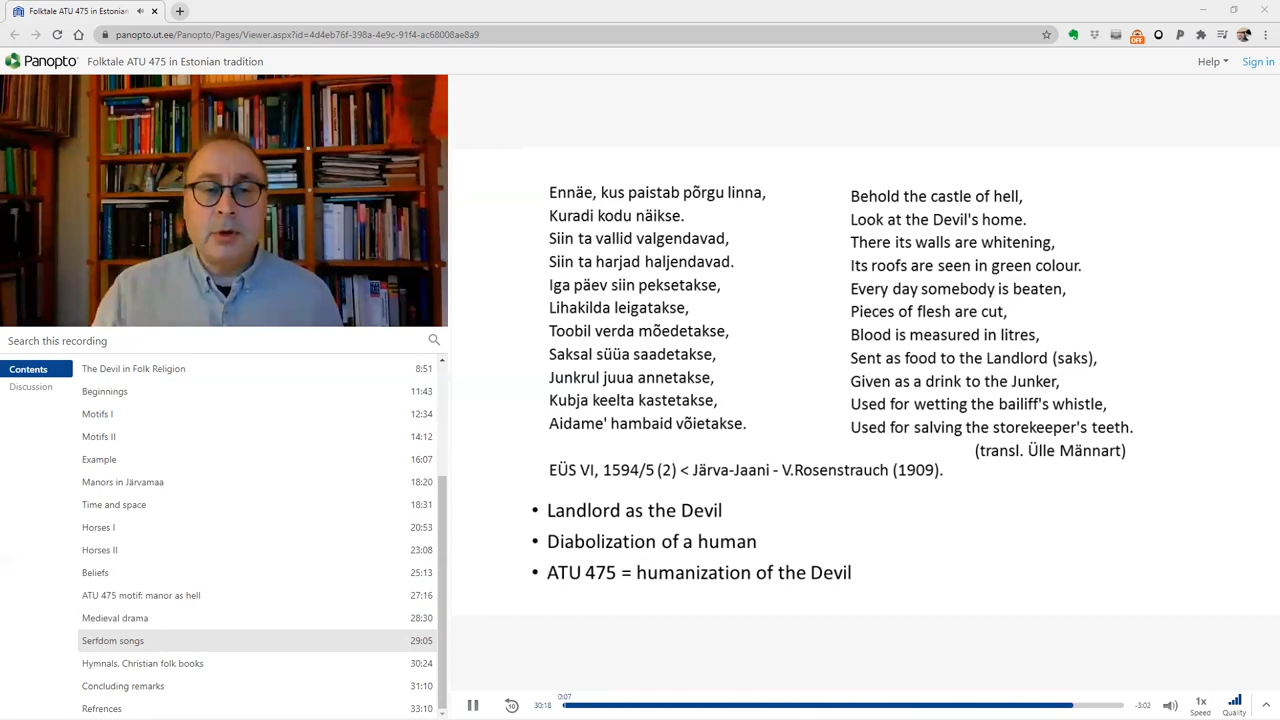 Folktale ATU 475 in Estonian
panopto.ut.ee/Panopto/Pages/Viewer.aspx?id=4d4eb76f-398a-4e9c-91f4-ac68008ae8a9
OFF
Panopto
Folktale ATU 475 in Estonian tradition
Help
Sign in
Search this recording
Contents
Discussion
The Devil in Folk Religion 8:51
Beginnings 11:43
Motifs I 12:34
Motifs II 14:12
Example 16:07
Manors in Järvamaa 18:20
Time and space 18:31
Horses I 20:53
Horses II 23:08
Beliefs 25:13
ATU 475 motif: manor as hell 27:16
Medieval drama 28:30
Serfdom songs 29:05
Hymnals, Christian folk books 30:24
Concluding remarks 31:10
Refrences 33:10
Ennäe, kus paistab põrgu linna,
Kuradi kodu näikse.
Siin ta vallid valgendavad,
Siin ta harjad haljendavad.
Iga päev siin peksetakse,
Lihakilda leigatakse,
Toobil verda mõedetakse,
Saksal süüa saadetakse,
Junkrul juua annetakse,
Kubja keelta kastetakse,
Aidame' hambaid võietakse.
Behold the castle of hell,
Look at the Devil's home.
There its walls are whitening,
Its roofs are seen in green colour.
Every day somebody is beaten,
Pieces of flesh are cut,
Blood is measured in litres,
Sent as food to the Landlord (saks),
Given as a drink to the Junker,
Used for wetting the bailiff's whistle,
Used for salving the storekeeper's teeth.
(transl. Ülle Männart)
EÜS VI, 1594/5 (2) < Järva-Jaani - V.Rosenstrauch (1909).
• Landlord as the Devil
• Diabolization of a human
• ATU 475 = humanization of the Devil
10
30:18
0:07
-3:02
1x
Speed
Quality